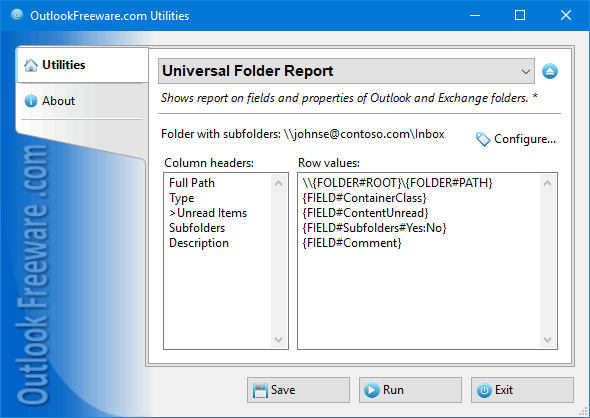 OutlookFreeware.com Utilities
Utilities
About
Outlook Freeware .com
Universal Folder Report
Shows report on fields and properties of Outlook and Exchange folders. *
Folder with subfolders: \\johnse@contoso.com\Inbox
Configure...
Column headers:
Row values:
Full Path
Type
>Unread Items
Subfolders
Description
\\{FOLDER#ROOT}\{FOLDER#PATH}
{FIELD#ContainerClass}
{FIELD#ContentUnread}
{FIELD#Subfolders#Yes:No}
{FIELD#Comment}
Save
Run
Exit